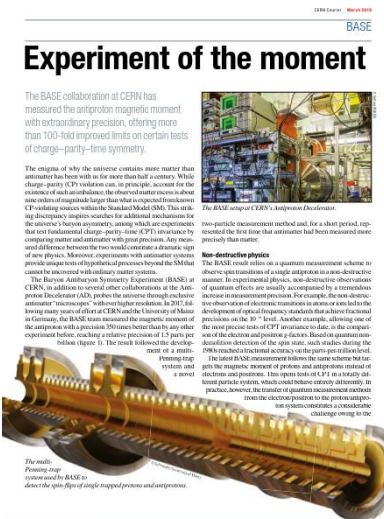 CERN Courier March 2018
BASE
Experiment of the moment
The BASE collaboration at CERN has
measured the antiproton magnetic moment
with extraordinary precision, offering more
than 100-fold improved limits on certain tests
of charge–parity–time symmetry.
The enigma of why the universe contains more matter than
antimatter has been with us for more than half a century. While
charge–parity (CP) violation can, in principle, account for the
existence of such an imbalance, the observed matter excess is about
nine orders of magnitude larger than what is expected from known
CP-violating sources within the Standard Model (SM). This strik-
ing discrepancy inspires searches for additional mechanisms for
the universe's baryon asymmetry, among which are experiments
that test fundamental charge–parity–time (CPT) invariance by
comparing matter and antimatter with great precision. Any meas-
ured difference between the two would constitute a dramatic sign
of new physics. Moreover, experiments with antimatter systems
provide unique tests of hypothetical processes beyond the SM that
cannot be uncovered with ordinary matter systems.
The Baryon Antibaryon Symmetry Experiment (BASE) at
CERN, in addition to several other collaborations at the Anti-
proton Decelerator (AD), probes the universe through exclusive
antimatter "microscopes" with ever higher resolution. In 2017, fol-
lowing many years of effort at CERN and the University of Mainz
in Germany, the BASE team measured the magnetic moment of
the antiproton with a precision 350 times better than by any other
experiment before, reaching a relative precision of 1.5 parts per
billion (figure 1). The result followed the develop-
ment of a multi-
Penning-trap
system and
a novel
The multi-
Penning-trap
system used by BASE to
detect the spin-flips of single trapped protons and antiprotons.
The BASE setup at CERN's Antiproton Decelerator.
two-particle measurement method and, for a short period, rep-
resented the first time that antimatter had been measured more
precisely than matter.
Non-destructive physics
The BASE result relies on a quantum measurement scheme to
observe spin transitions of a single antiproton in a non-destructive
manner. In experimental physics, non-destructive observations
of quantum effects are usually accompanied by a tremendous
increase in measurement precision. For example, the non-destruc-
tive observation of electronic transitions in atoms or ions led to the
development of optical frequency standards that achieve fractional
precisions on the 10⁻¹⁸ level. Another example, allowing one of
the most precise tests of CPT invariance to date, is the compari-
son of the electron and positron g-factors. Based on quantum non-
demolition detection of the spin state, such studies during the
1980s reached a fractional accuracy on the parts-per-trillion level.
The latest BASE measurement follows the same scheme but tar-
gets the magnetic moment of protons and antiprotons instead of
electrons and positrons. This opens tests of CPT in a totally dif-
ferent particle system, which could behave entirely differently. In
practice, however, the transfer of quantum measurement methods
from the electron/positron to the proton/antipro-
ton system constitutes a considerable
challenge owing to the